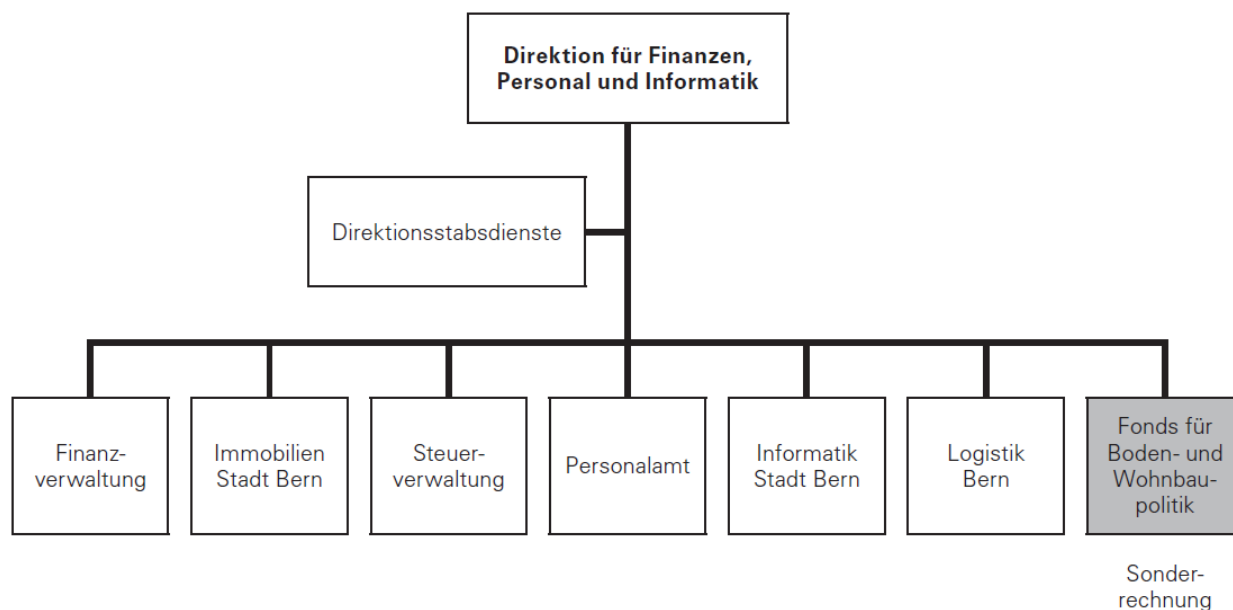 Direktion für Finanzen,
Personal und Informatik
Direktionsstabsdienste
Finanz-
verwaltung
Immobilien
Stadt Bern
Steuer-
verwaltung
Personalamt
Informatik
Stadt Bern
Logistik
Bern
Fonds für
Boden- und
Wohnbau-
politik
Sonder-
rechnung